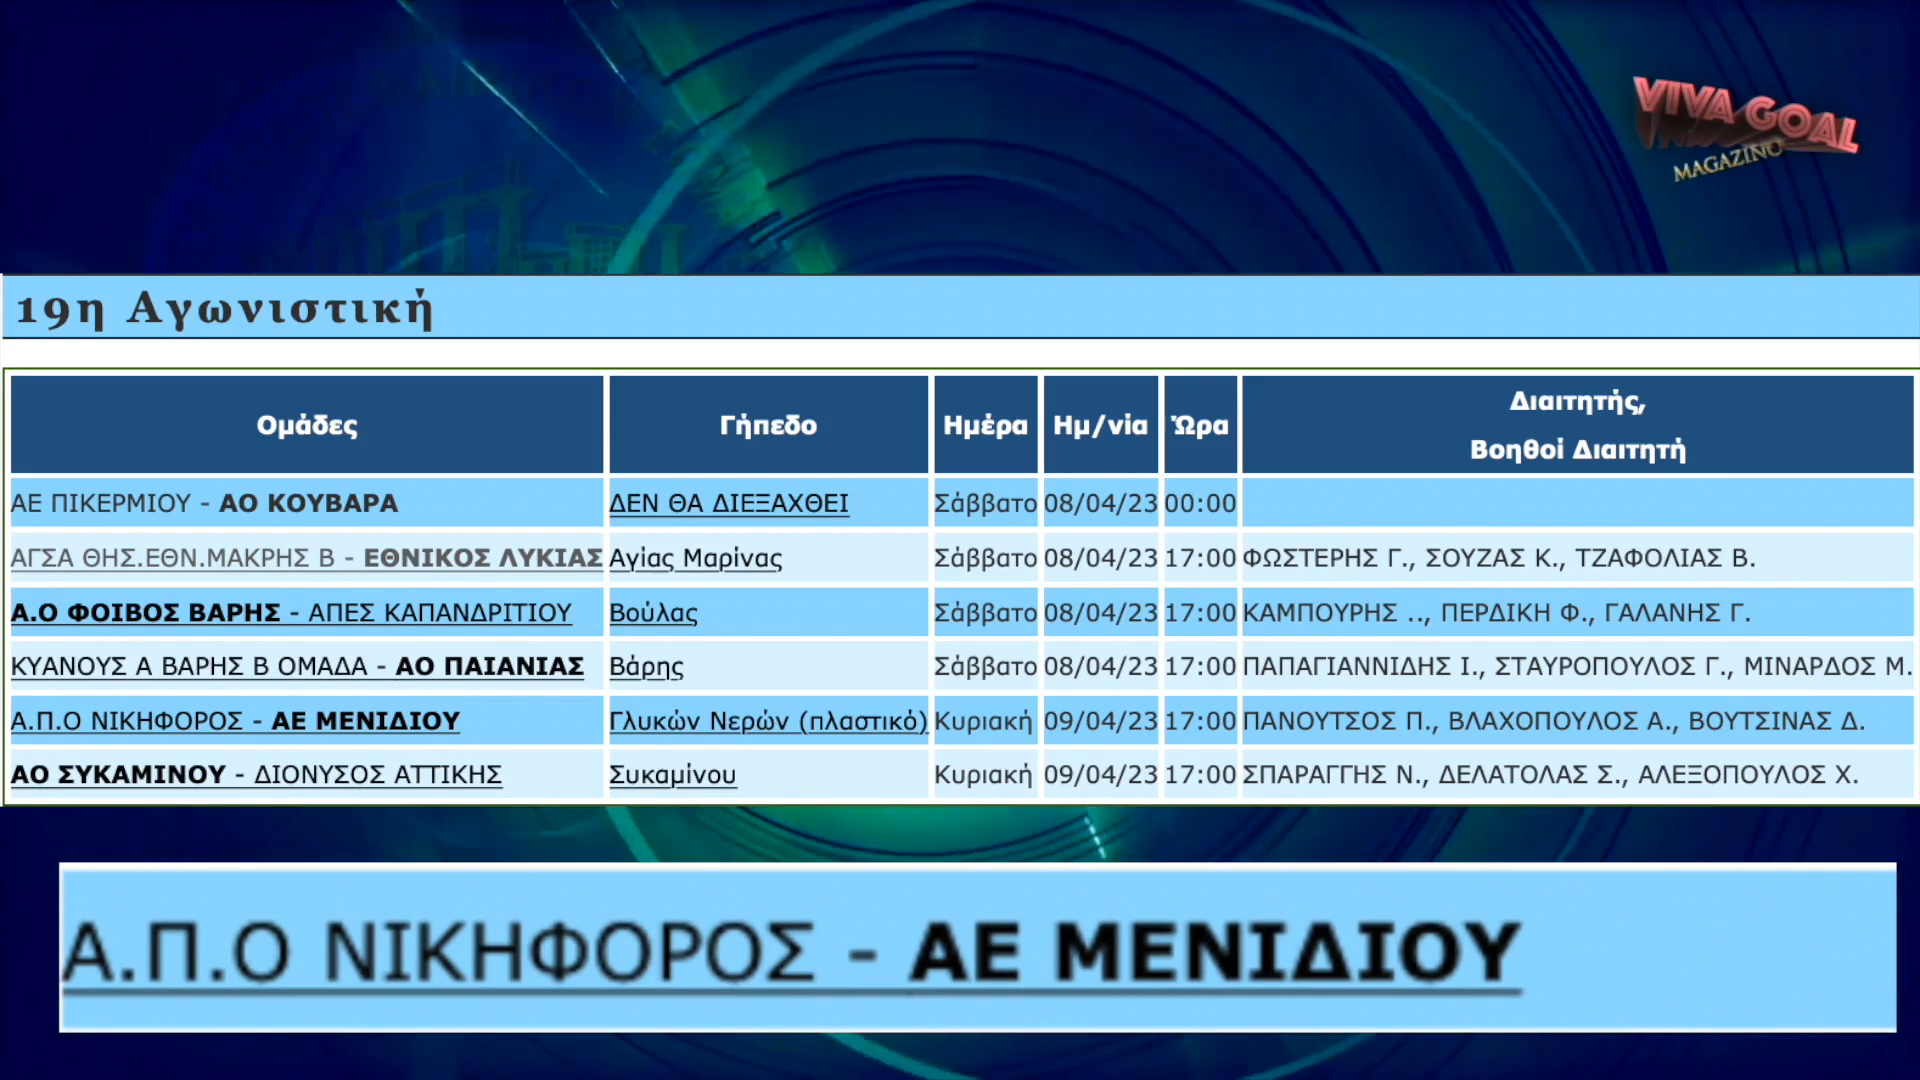 VIVA GOAL
MAGAZINO
19η Αγωνιστική
Ομάδες Γήπεδο Ημέρα Ημ/νία Ώρα Διαιτητής,
Βοηθοί Διαιτητή
ΑΕ ΠΙΚΕΡΜΙΟΥ - ΑΟ ΚΟΥΒΑΡΑ ΔΕΝ ΘΑ ΔΙΕΞΑΧΘΕΙ Σάββατο 08/04/23 00:00
ΑΓΣΑ ΘΗΣ.ΕΘΝ.ΜΑΚΡΗΣ Β - ΕΘΝΙΚΟΣ ΛΥΚΙΑΣ Αγίας Μαρίνας Σάββατο 08/04/23 17:00 ΦΩΣΤΕΡΗΣ Γ., ΣΟΥΖΑΣ Κ., ΤΖΑΦΟΛΙΑΣ Β.
Α.Ο ΦΟΙΒΟΣ ΒΑΡΗΣ - ΑΠΕΣ ΚΑΠΑΝΔΡΙΤΙΟΥ Βούλας Σάββατο 08/04/23 17:00 ΚΑΜΠΟΥΡΗΣ .., ΠΕΡΔΙΚΗ Φ., ΓΑΛΑΝΗΣ Γ.
ΚΥΑΝΟΥΣ Α ΒΑΡΗΣ Β ΟΜΑΔΑ - ΑΟ ΠΑΙΑΝΙΑΣ Βάρης Σάββατο 08/04/23 17:00 ΠΑΠΑΓΙΑΝΝΙΔΗΣ Ι., ΣΤΑΥΡΟΠΟΥΛΟΣ Γ., ΜΙΝΑΡΔΟΣ Μ.
Α.Π.Ο ΝΙΚΗΦΟΡΟΣ - ΑΕ ΜΕΝΙΔΙΟΥ Γλυκών Νερών (πλαστικό) Κυριακή 09/04/23 17:00 ΠΑΝΟΥΤΣΟΣ Π., ΒΛΑΧΟΠΟΥΛΟΣ Α., ΒΟΥΤΣΙΝΑΣ Δ.
ΑΟ ΣΥΚΑΜΙΝΟΥ - ΔΙΟΝΥΣΟΣ ΑΤΤΙΚΗΣ Συκαμίνου Κυριακή 09/04/23 17:00 ΣΠΑΡΑΓΓΗΣ Ν., ΔΕΛΑΤΟΛΑΣ Σ., ΑΛΕΞΟΠΟΥΛΟΣ Χ.
Α.Π.Ο ΝΙΚΗΦΟΡΟΣ - ΑΕ ΜΕΝΙΔΙΟΥ